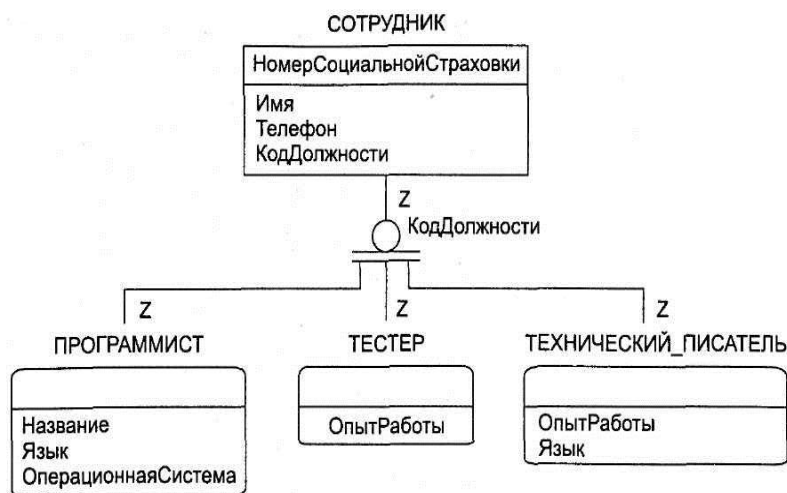 СОТРУДНИК
НомерСоциальнойСтраховки
Имя
Телефон
КодДолжности
Z
КодДолжности
Z
Z
Z
ПРОГРАММИСТ
ТЕСТЕР
ТЕХНИЧЕСКИЙ_ПИСАТЕЛЬ
Название
Язык
ОперационнаяСистема
ОпытРаботы
ОпытРаботы
Язык